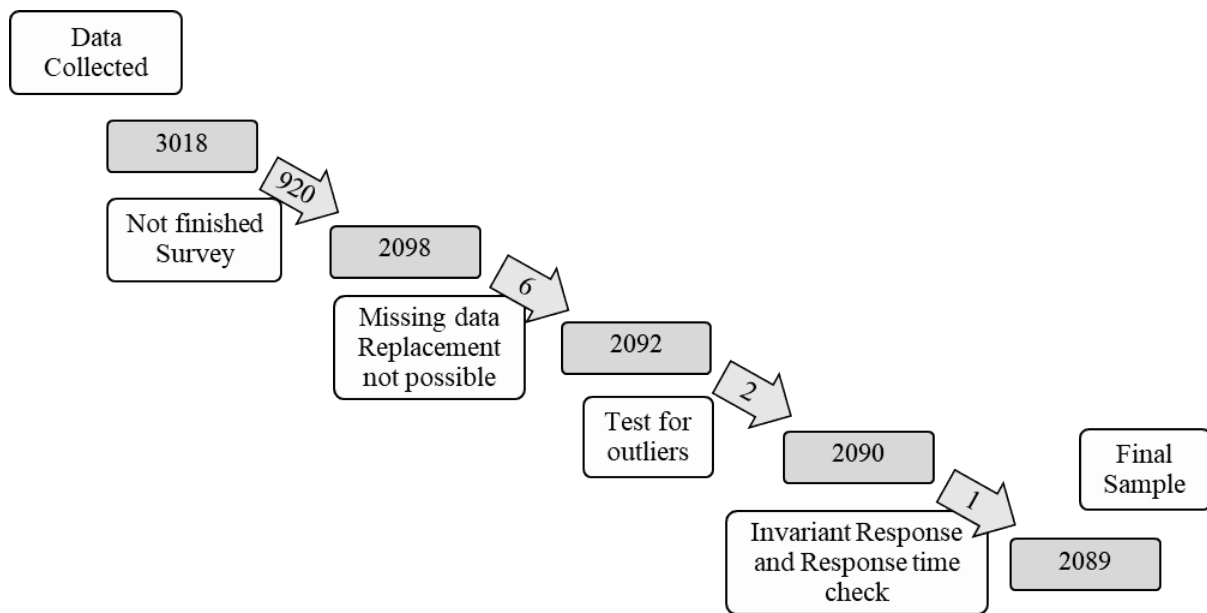 Data
Collected
3018
920
Not finished
Survey
2098
6
Missing data
Replacement
not possible
2092
2
Test for
outliers
2090
1
Invariant Response
and Response time
check
Final
Sample
2089